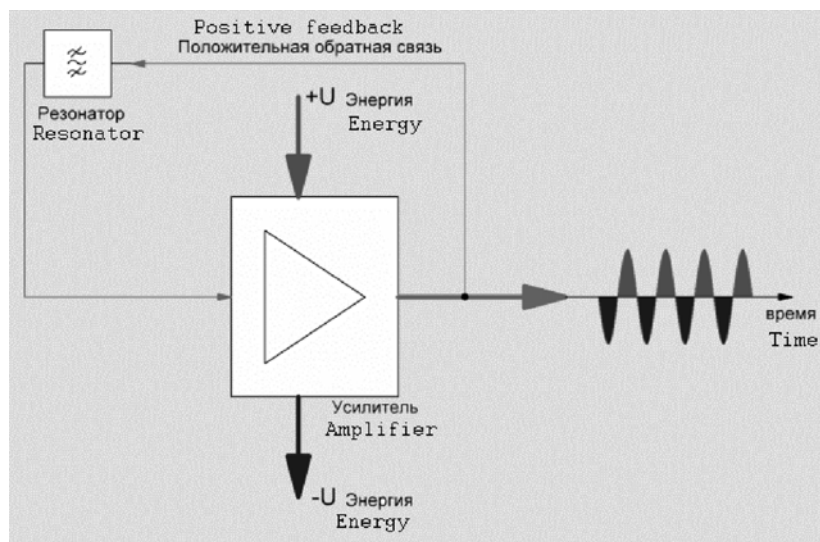 Positive feedback
Положительная обратная связь
Резонатор
Resonator
+U Энергия
Energy
время
Time
Усилитель
Amplifier
-U Энергия
Energy